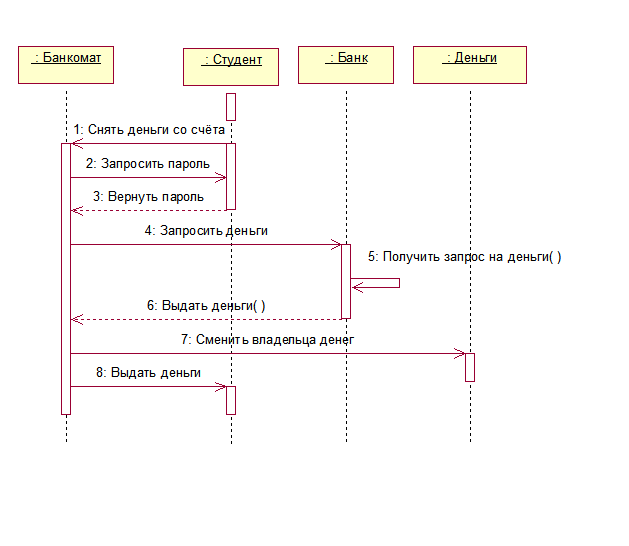 : Банкомат
: Студент
: Банк
: Деньги
1: Снять деньги со счёта
2: Запросить пароль
3: Вернуть пароль
4: Запросить деньги
5: Получить запрос на деньги( )
6: Выдать деньги( )
7: Сменить владельца денег
8: Выдать деньги